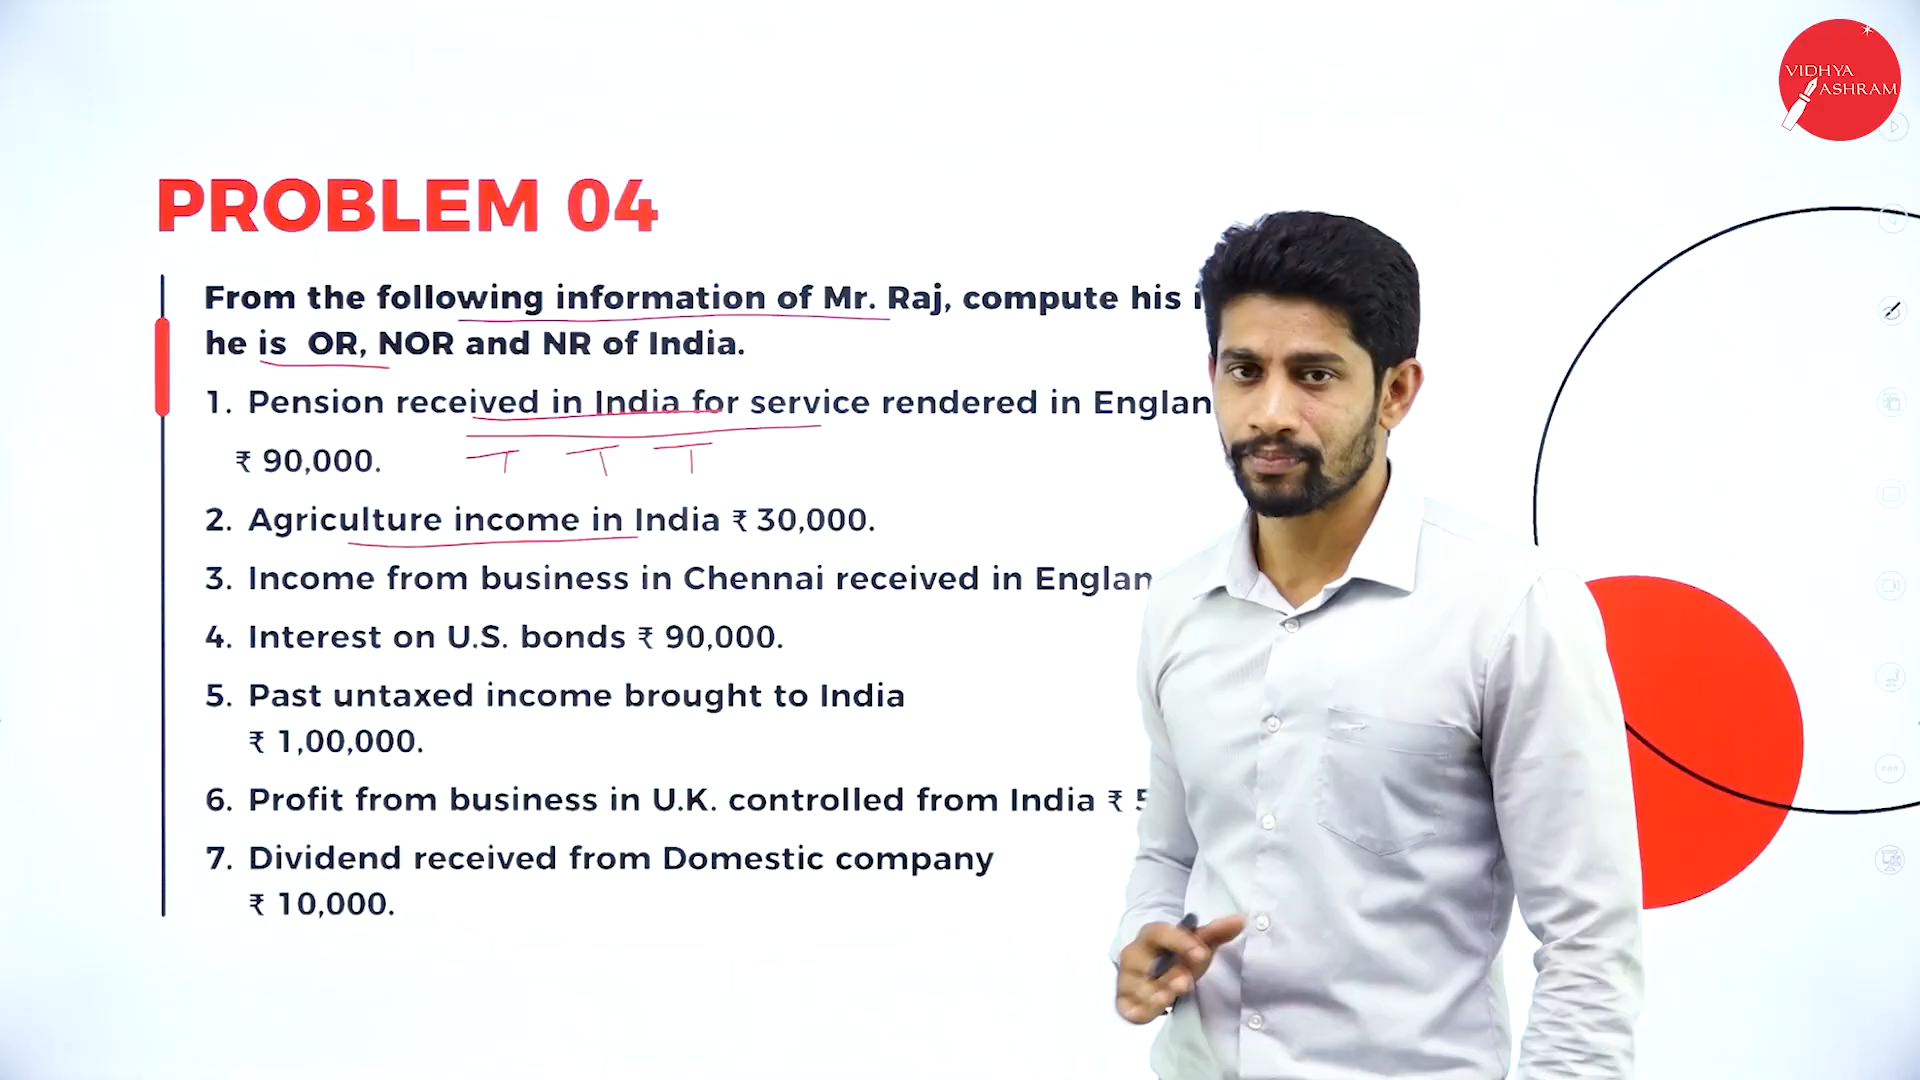 VIDHYA
ASHRAM
PROBLEM 04
From the following information of Mr. Raj, compute his
he is OR, NOR and NR of India.
1. Pension received in India for service rendered in
₹ 90,000.
T T T
2. Agriculture income in India ₹ 30,000.
3. Income from business in Chennai received in
4. Interest on U.S. bonds ₹ 90,000.
5. Past untaxed income brought to India
₹ 1,00,000.
6. Profit from business in U.K. controlled from India ₹
7. Dividend received from Domestic company
₹ 10,000.